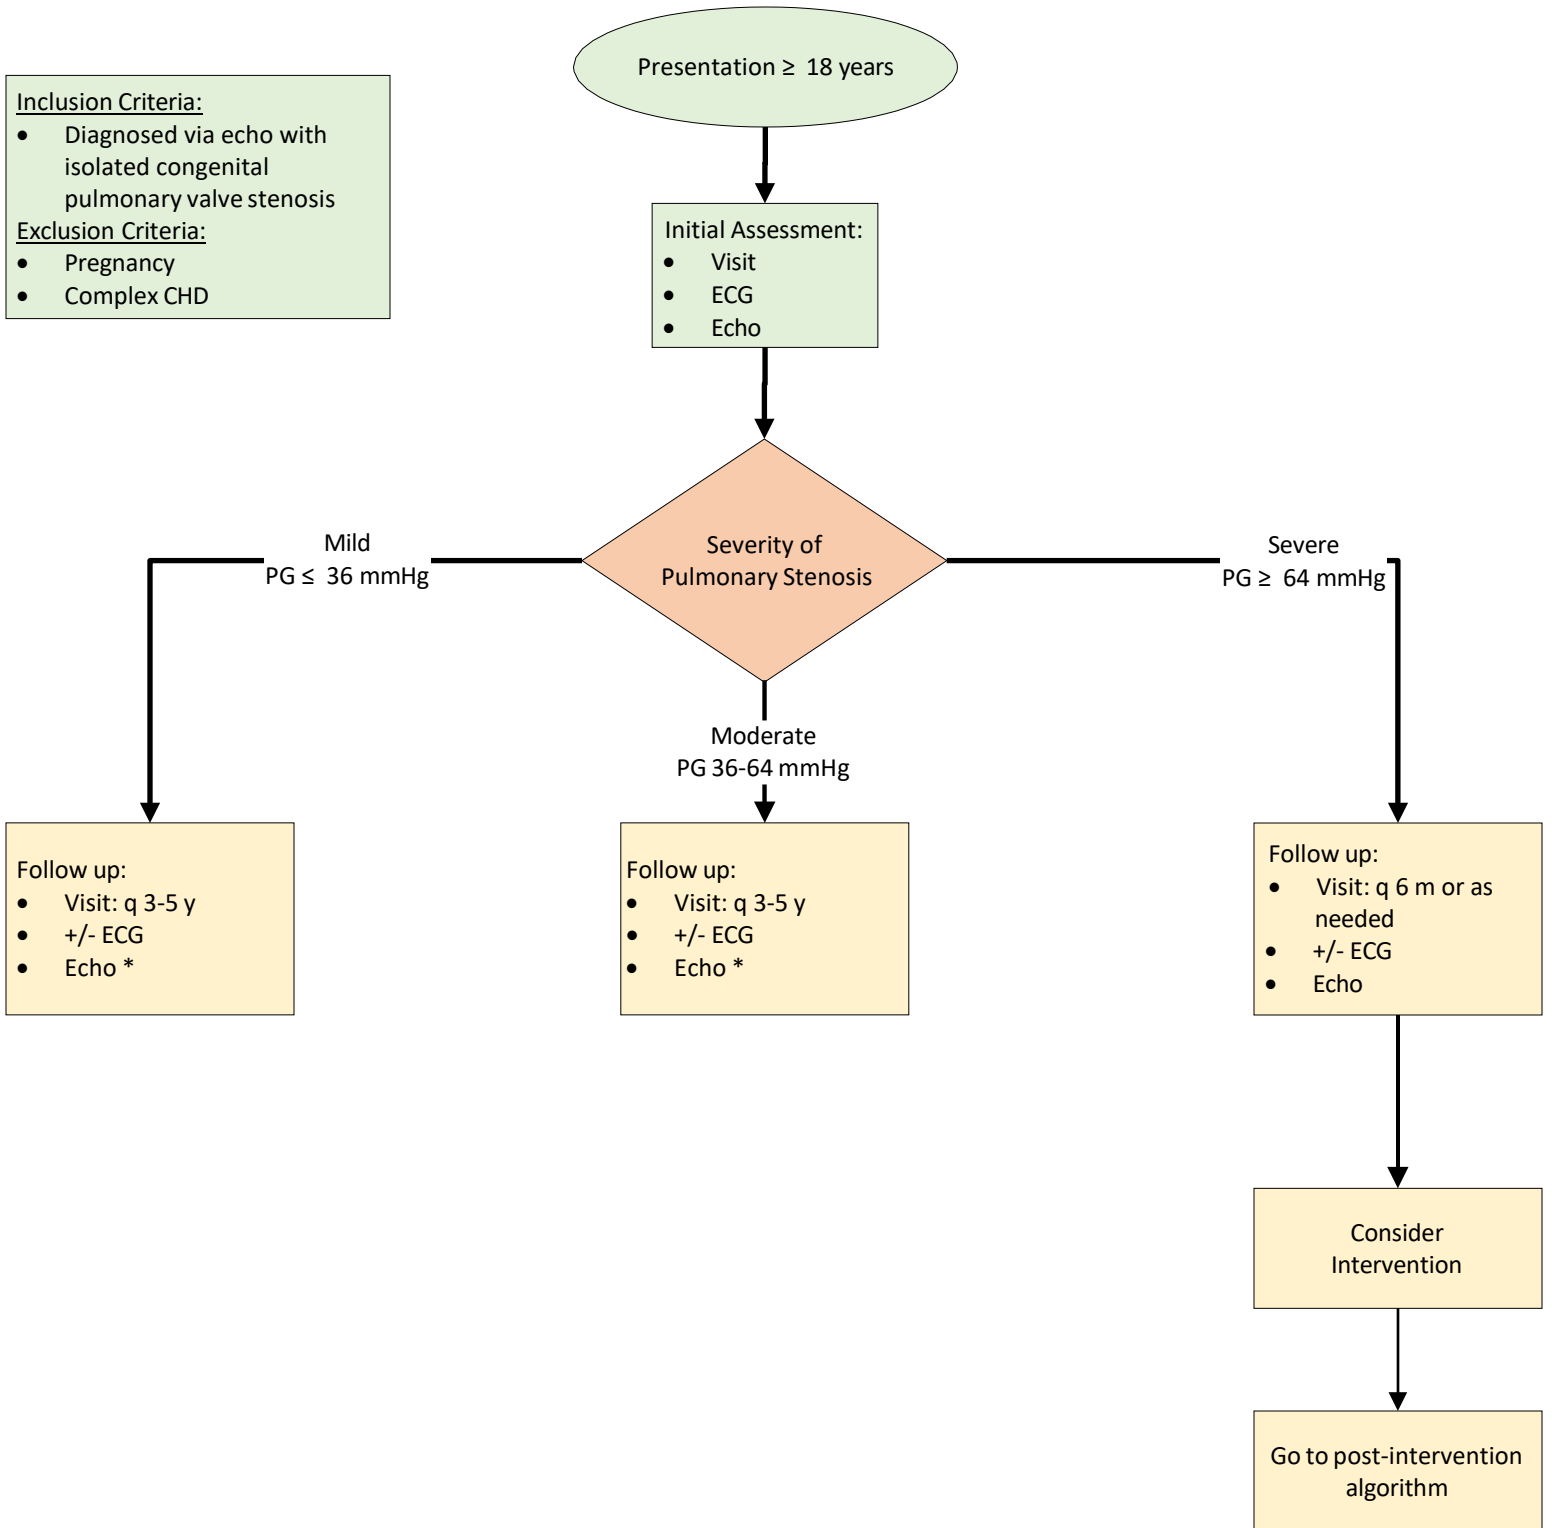 Presentation ≥ 18 years
Inclusion Criteria:
• Diagnosed via echo with
isolated congenital
pulmonary valve stenosis
Exclusion Criteria:
• Pregnancy
• Complex CHD
Initial Assessment:
• Visit
• ECG
• Echo
Severity of
Pulmonary Stenosis
Mild
PG ≤ 36 mmHg
Severe
PG ≥ 64 mmHg
Moderate
PG 36-64 mmHg
Follow up:
• Visit: q 3-5 y
• +/- ECG
• Echo *
Follow up:
• Visit: q 3-5 y
• +/- ECG
• Echo *
Follow up:
• Visit: q 6 m or as
needed
• +/- ECG
• Echo
Consider
Intervention
Go to post-intervention
algorithm